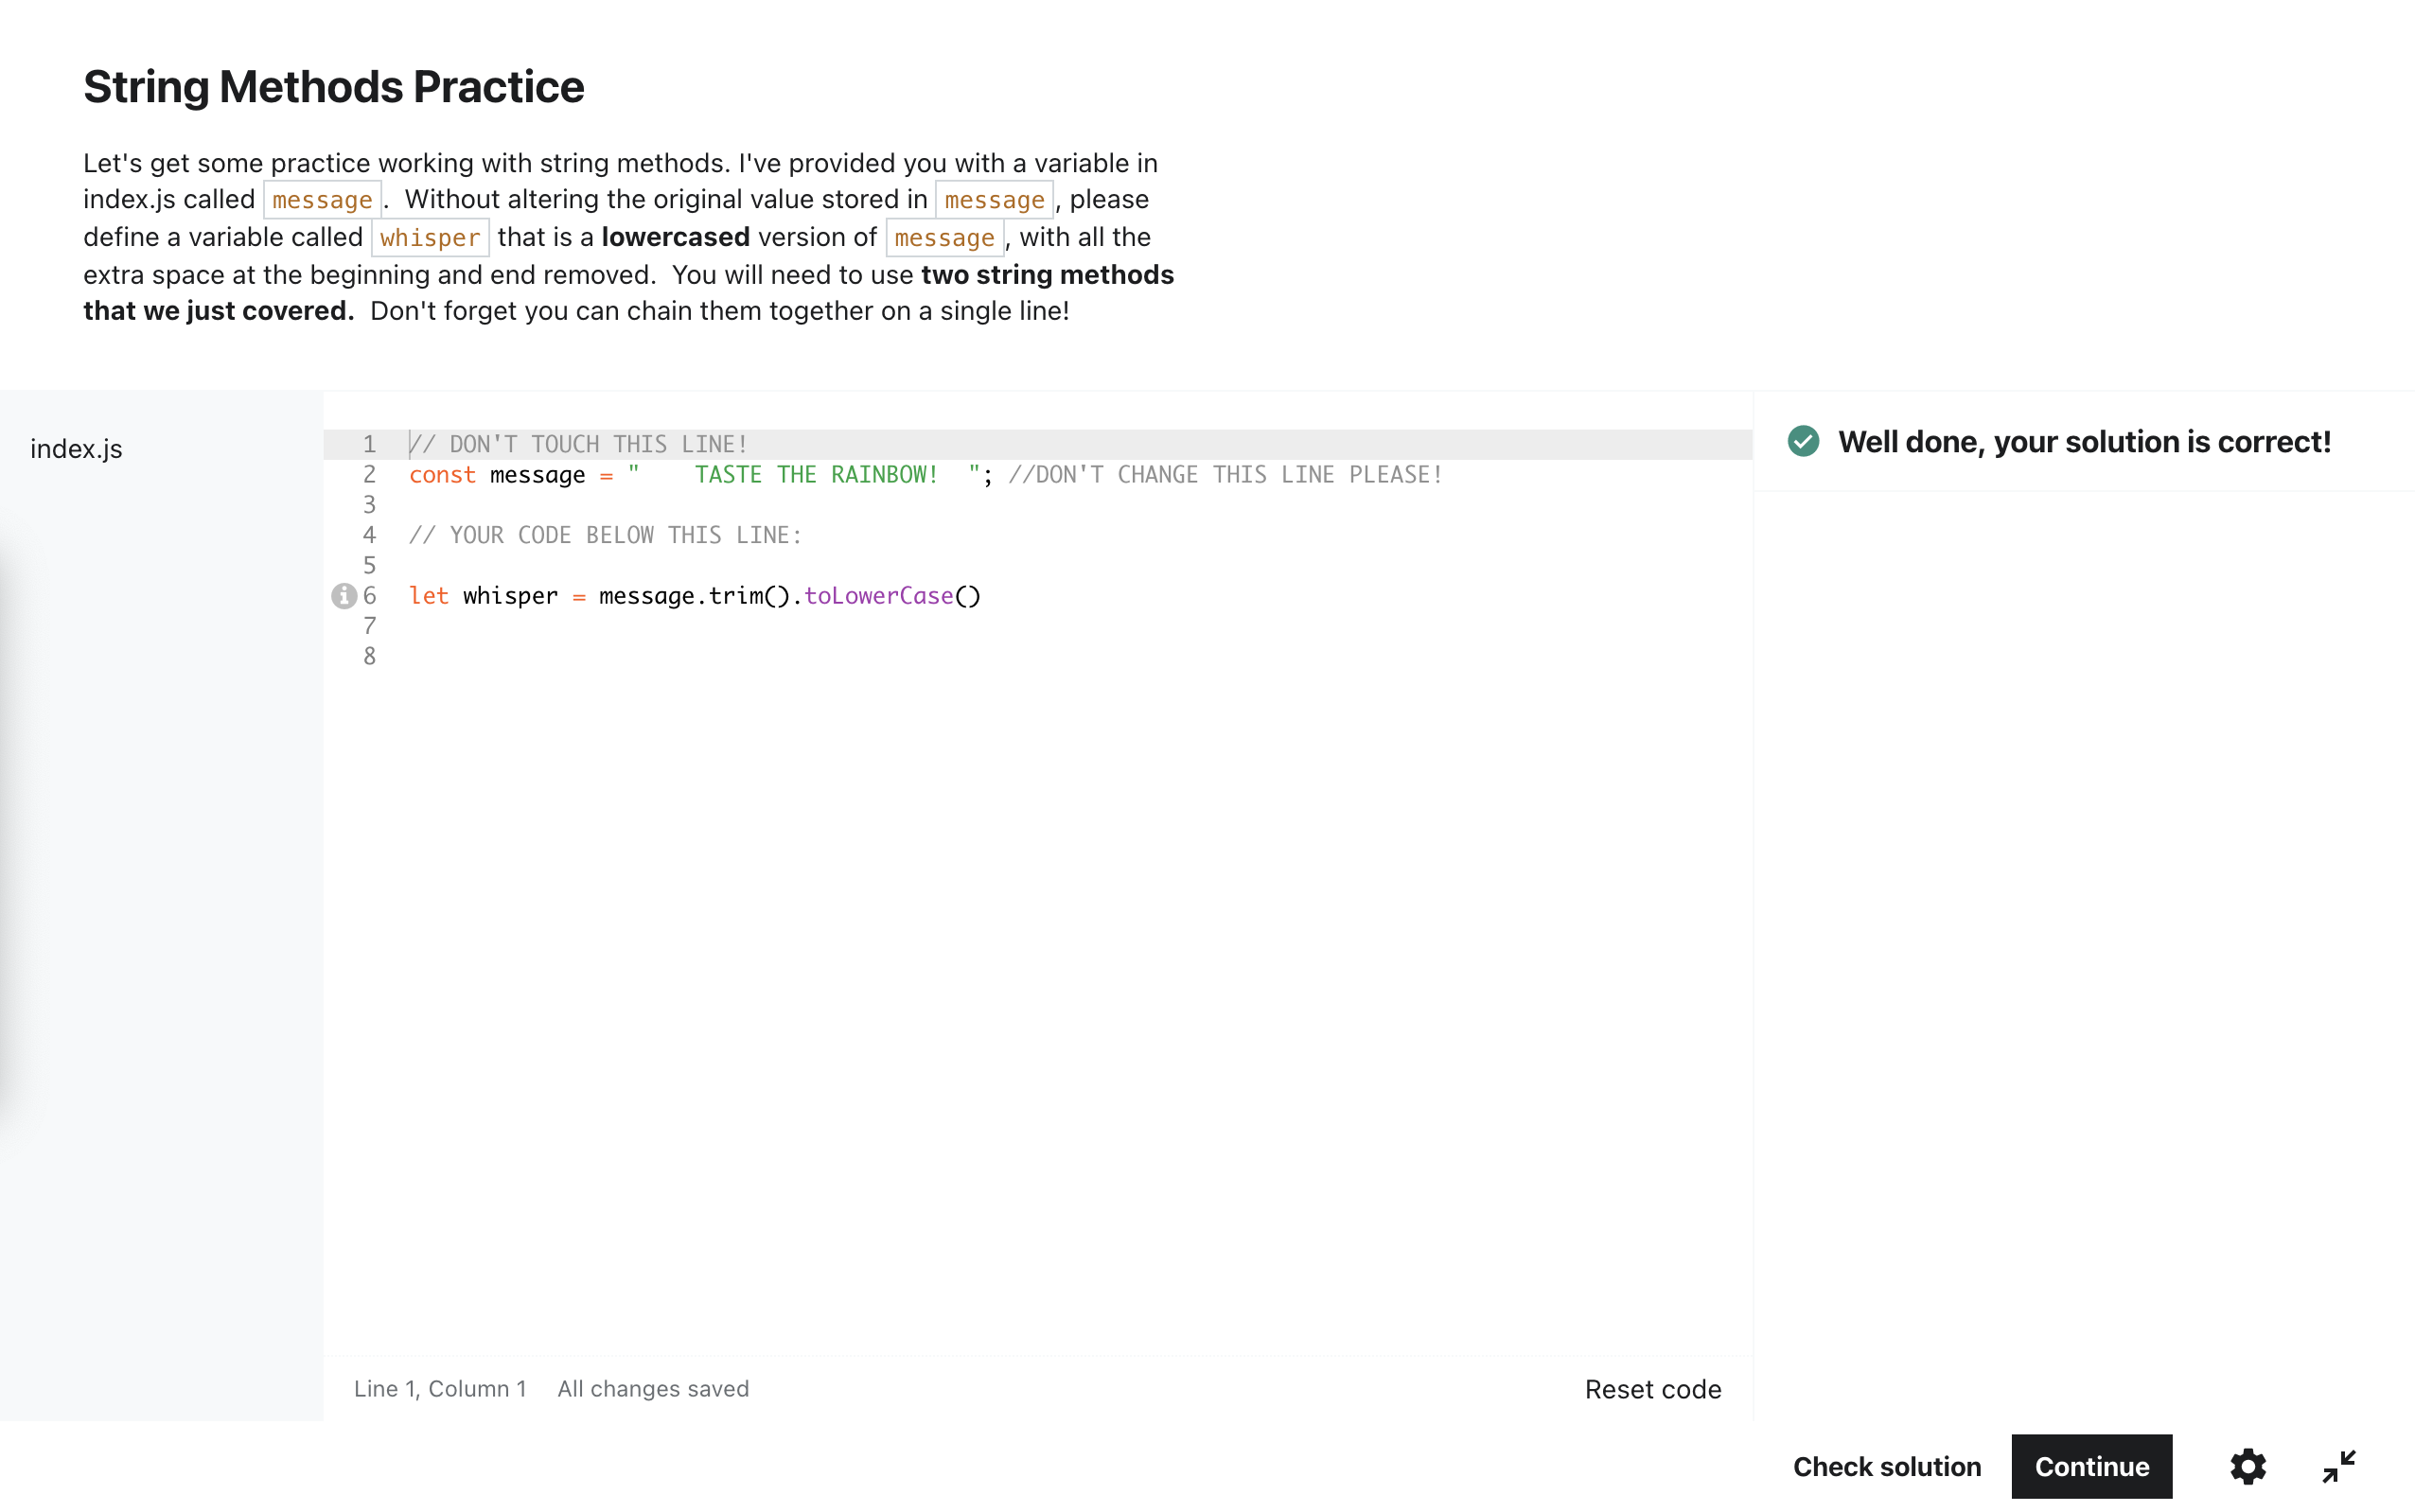 String Methods Practice
Let's get some practice working with string methods. I've provided you with a variable in
index.js called message.  Without altering the original value stored in message, please
define a variable called whisper that is a lowercased version of message, with all the
extra space at the beginning and end removed.  You will need to use two string methods
that we just covered.  Don't forget you can chain them together on a single line!
index.js
1 // DON'T TOUCH THIS LINE!
2 const message = "    TASTE THE RAINBOW!  "; //DON'T CHANGE THIS LINE PLEASE!
3
4 // YOUR CODE BELOW THIS LINE:
5
6 let whisper = message.trim().toLowerCase()
7
8
Well done, your solution is correct!
Line 1, Column 1 All changes saved
Reset code
Check solution Continue